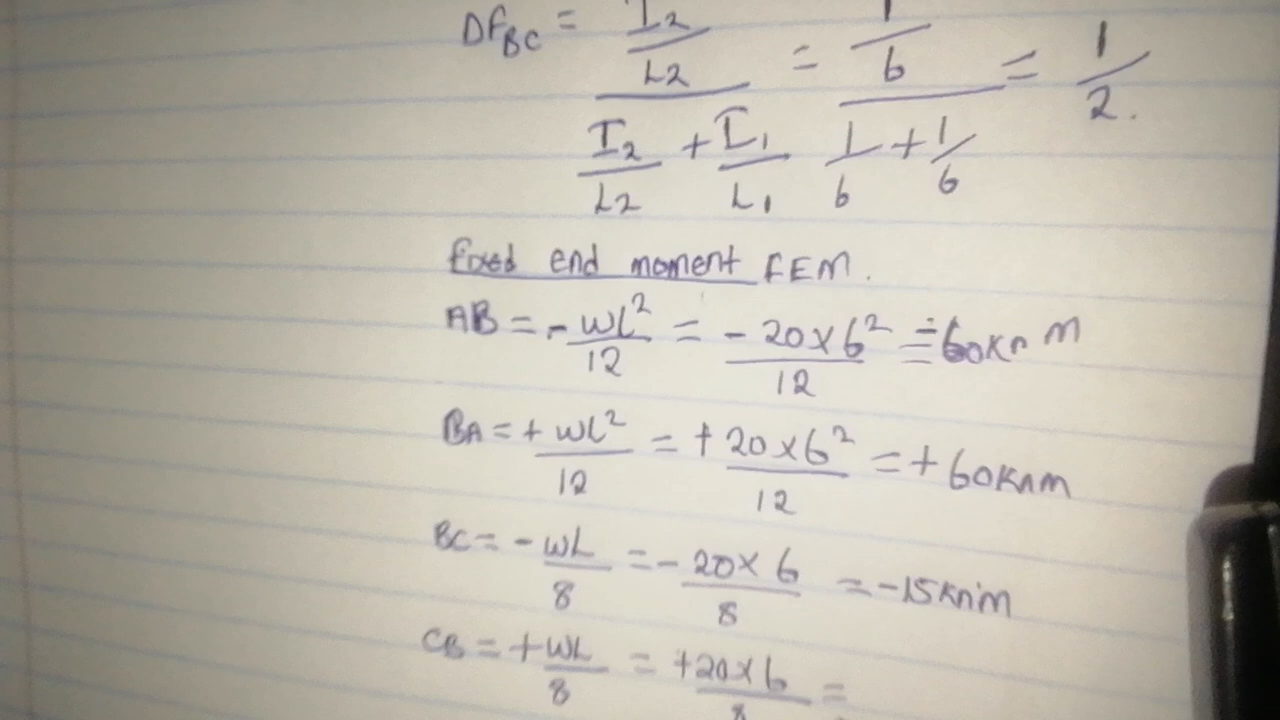 DF_BC = I2/L2 / (I2/L2 + I1/L1) = 1/6 / (1/6 + 1/6) = 1/2.
fixed end moment FEM.
AB = -wl²/12 = -20×6²/12 = -60Knm
BA = +wl²/12 = +20×6²/12 = +60Knm
BC = -wL/8 = -20×6/8 = -15Knm
CB = +wL/8 = +20×6/8 =